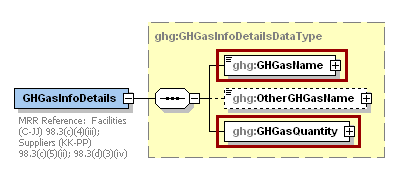 ghg:GHGasInfoDetailsDataType
ghg:GHGasName
GHGasInfoDetails
ghg:OtherGHGasName
MRR Reference: Facilities
(C-JJ) 98.3(c)(4)(iii);
Suppliers (KK-PP)
98.3(c)(5)(ii); 98.3(d)(3)(iv)
ghg:GHGasQuantity